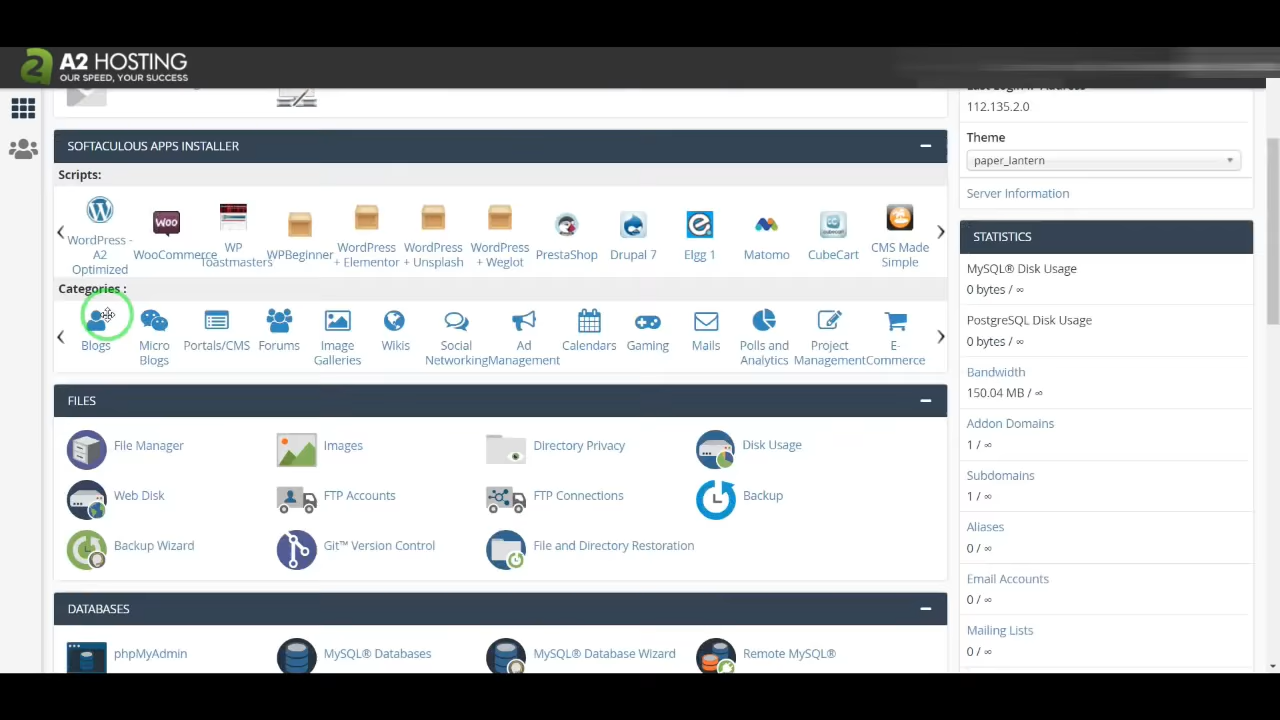 A2 HOSTING
OUR SPEED, YOUR SUCCESS
112.135.2.0
Theme
paper_lantern
Server Information
SOFTACULOUS APPS INSTALLER
Scripts:
WordPress -
A2
Optimized
WooCommerce
WP
Toastmasters
WPBeginner
WordPress
+ Elementor
WordPress
+ Unsplash
WordPress
+ Weglot
PrestaShop
Drupal 7
Elgg 1
Matomo
CubeCart
CMS Made
Simple
Categories :
Blogs
Micro
Blogs
Portals/CMS
Forums
Image
Galleries
Wikis
Social
Networking
Ad
Management
Calendars
Gaming
Mails
Polls and
Analytics
Project
Management
E-
Commerce
FILES
File Manager
Images
Directory Privacy
Disk Usage
Web Disk
FTP Accounts
FTP Connections
Backup
Backup Wizard
Git™ Version Control
File and Directory Restoration
DATABASES
phpMyAdmin
MySQL® Databases
MySQL® Database Wizard
Remote MySQL®
STATISTICS
MySQL® Disk Usage
0 bytes / ∞
PostgreSQL Disk Usage
0 bytes / ∞
Bandwidth
150.04 MB / ∞
Addon Domains
1 / ∞
Subdomains
1 / ∞
Aliases
0 / ∞
Email Accounts
0 / ∞
Mailing Lists
0 / ∞